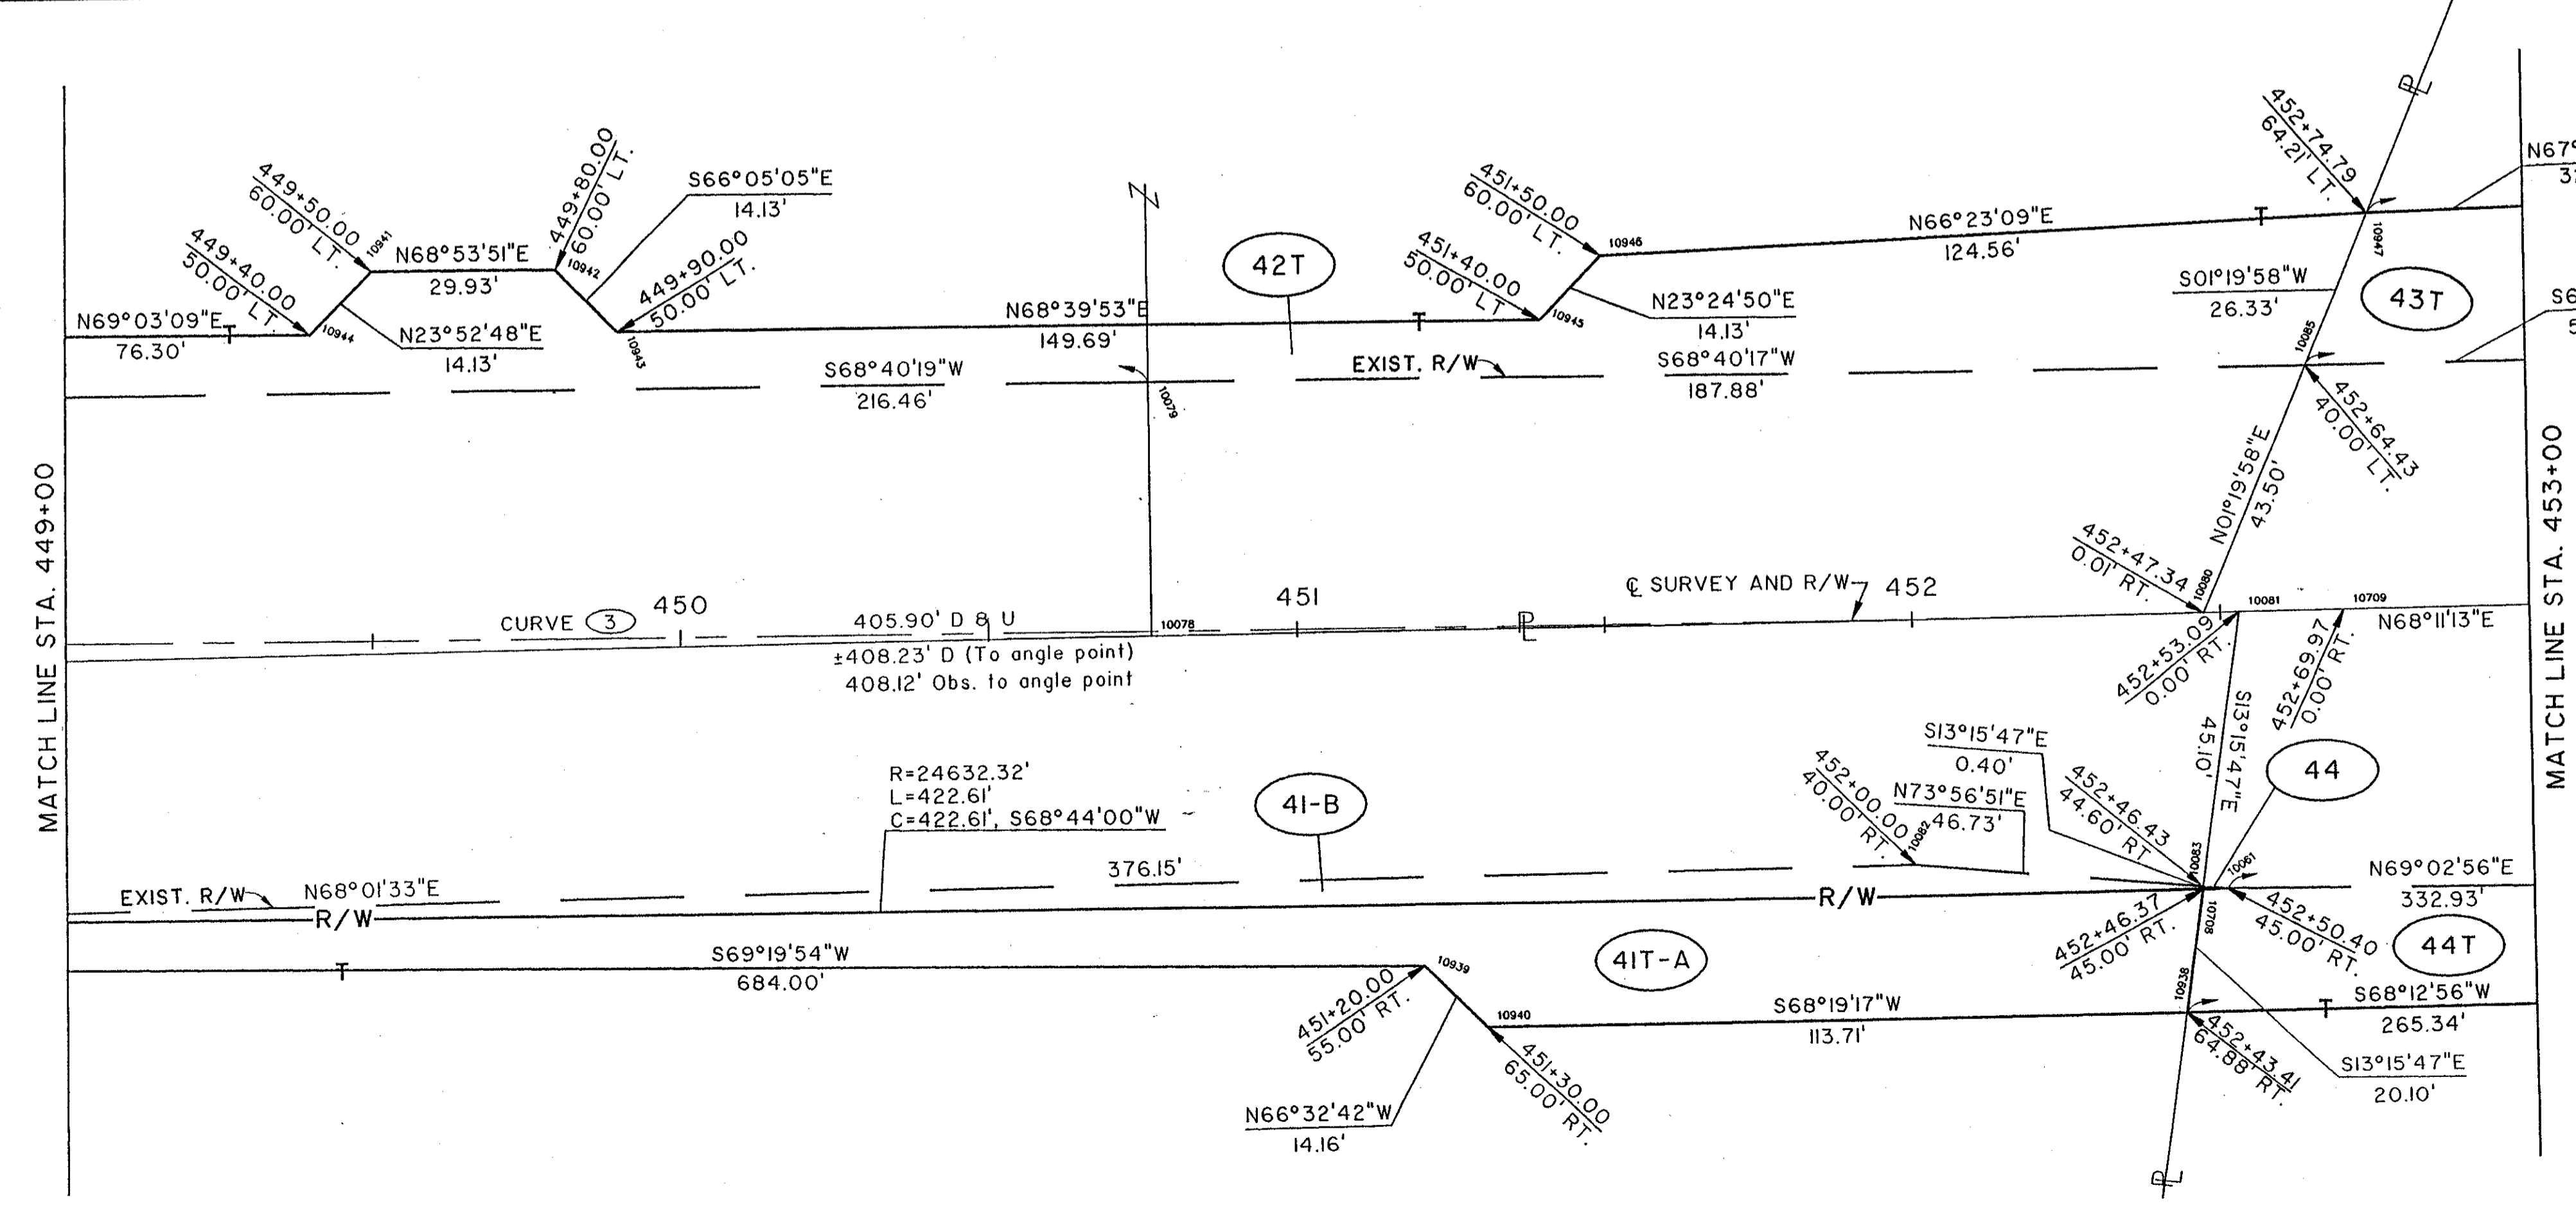 MATCH LINE STA. 449+00
N69°03'09"E
76.30'
T
449+40.00
50.00' LT.
10944
449+50.00
60.00' LT.
10941
N23°52'48"E
14.13'
N68°53'51"E
29.93'
449+80.00
60.00' LT.
10942
S66°05'05"E
14.13'
449+90.00
50.00' LT.
10943
N68°39'53"E
149.69'
N
42T
T
451+50.00
60.00' LT.
10946
451+40.00
50.00' LT
10945
N23°24'50"E
14.13'
N66°23'09"E
124.56'
T
452+74.79
64.21' LT.
10947
PL
N67°
S01°19'58"W
26.33'
43T
10085
S68°40'19"W
216.46'
10079
EXIST. R/W
S68°40'17"W
187.88'
452+64.43
40.00' LT.
N01°19'58"E
43.50'
452+47.34
0.01' RT.
10080
CURVE 3
450
405.90' D & U
±408.23' D (To angle point)
408.12' Obs. to angle point
10078
451
PL
℄ SURVEY AND R/W
452
10081
10709
N68°11'13"E
452+53.09
0.00' RT.
452+69.97
0.00' RT.
S13°15'47"E
45.10'
MATCH LINE STA. 453+00
R=24632.32'
L=422.61'
C=422.61', S68°44'00"W
41-B
376.15'
452+00.00
40.00' RT.
10082
S13°15'47"E
0.40'
N73°56'51"E
46.73'
452+46.43
44.60' RT
10083
10061
44
EXIST. R/W
N68°01'33"E
R/W
R/W
N69°02'56"E
332.93'
452+46.37
45.00' RT.
10708
452+50.40
45.00' RT.
44T
S69°19'54"W
684.00'
T
10939
451+20.00
55.00' RT.
41T-A
10938
10940
S68°19'17"W
113.71'
S68°12'56"W
265.34'
T
452+43.41
64.88' RT.
S13°15'47"E
20.10'
451+30.00
65.00' RT.
N66°32'42"W
14.16'
PL